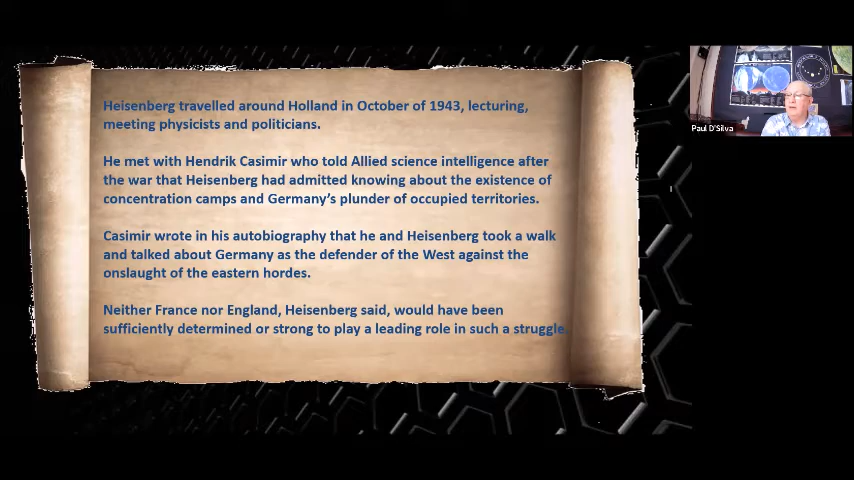 Heisenberg travelled around Holland in October of 1943, lecturing,
meeting physicists and politicians.
He met with Hendrik Casimir who told Allied science intelligence after
the war that Heisenberg had admitted knowing about the existence of
concentration camps and Germany's plunder of occupied territories.
Casimir wrote in his autobiography that he and Heisenberg took a walk
and talked about Germany as the defender of the West against the
onslaught of the eastern hordes.
Neither France nor England, Heisenberg said, would have been
sufficiently determined or strong to play a leading role in such a struggle.
Paul D'Silva